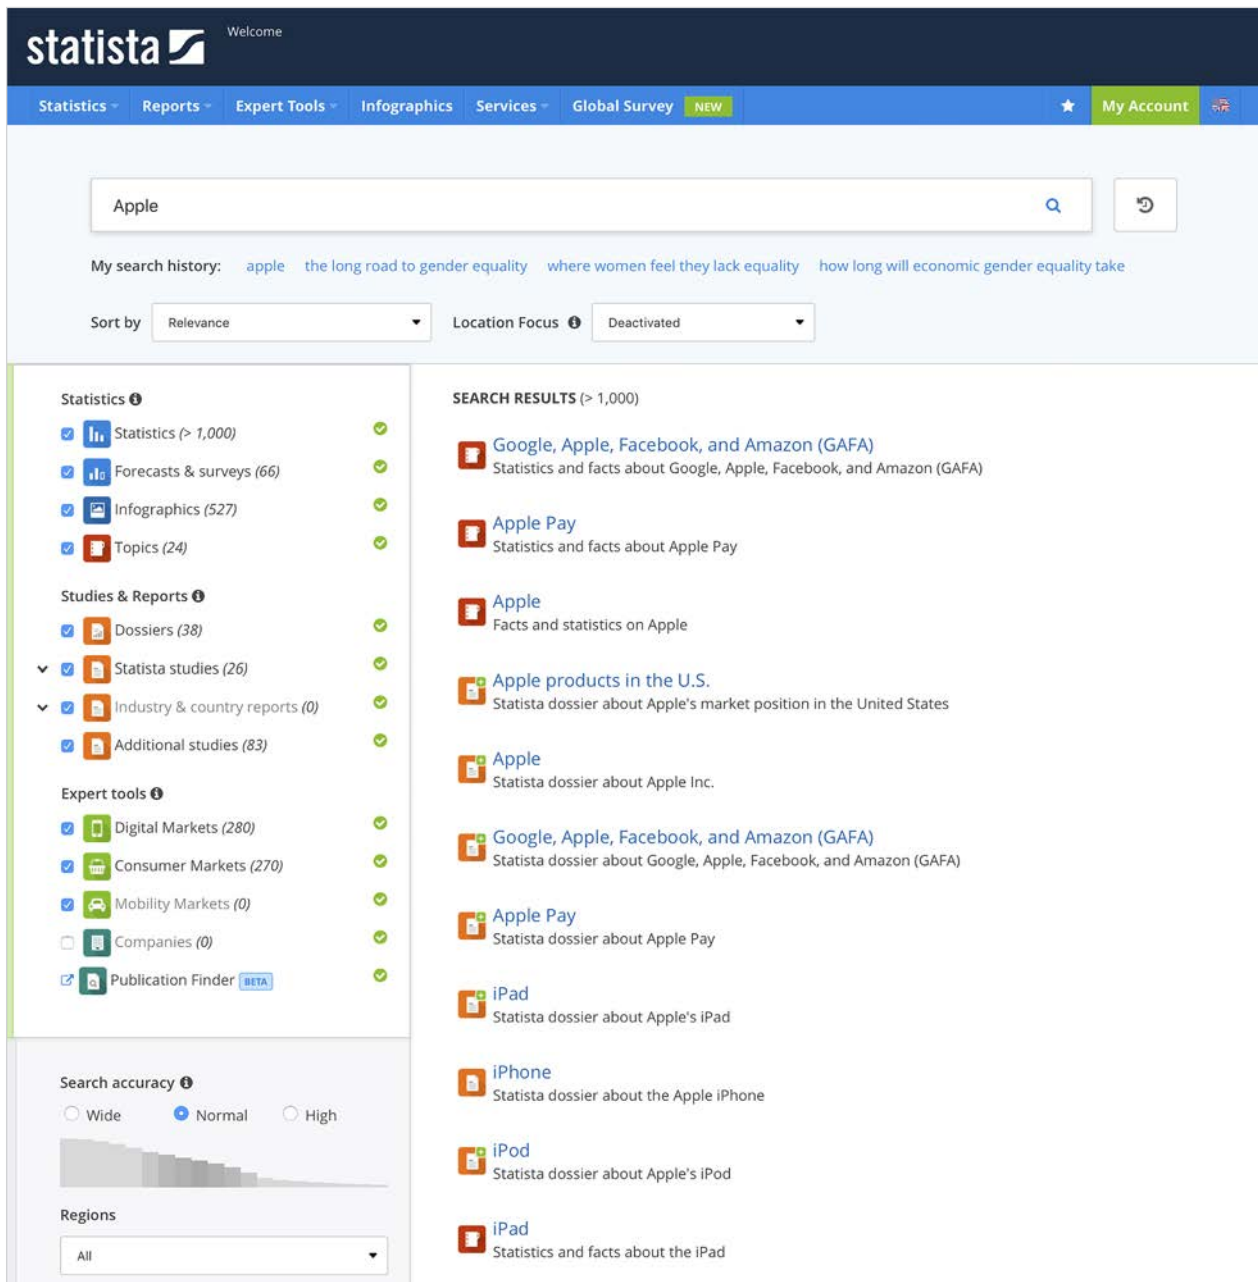 statista
Welcome
Statistics Reports Expert Tools Infographics Services Global Survey NEW My Account
Apple
My search history: apple the long road to gender equality where women feel they lack equality how long will economic gender equality take
Sort by Relevance Location Focus Deactivated
Statistics
Statistics (> 1,000)
Forecasts & surveys (66)
Infographics (527)
Topics (24)
Studies & Reports
Dossiers (38)
Statista studies (26)
Industry & country reports (0)
Additional studies (83)
Expert tools
Digital Markets (280)
Consumer Markets (270)
Mobility Markets (0)
Companies (0)
Publication Finder BETA
Search accuracy
Wide Normal High
Regions
All
SEARCH RESULTS (> 1,000)
Google, Apple, Facebook, and Amazon (GAFA)
Statistics and facts about Google, Apple, Facebook, and Amazon (GAFA)
Apple Pay
Statistics and facts about Apple Pay
Apple
Facts and statistics on Apple
Apple products in the U.S.
Statista dossier about Apple's market position in the United States
Apple
Statista dossier about Apple Inc.
Google, Apple, Facebook, and Amazon (GAFA)
Statista dossier about Google, Apple, Facebook, and Amazon (GAFA)
Apple Pay
Statista dossier about Apple Pay
iPad
Statista dossier about Apple's iPad
iPhone
Statista dossier about the Apple iPhone
iPod
Statista dossier about Apple's iPod
iPad
Statistics and facts about the iPad